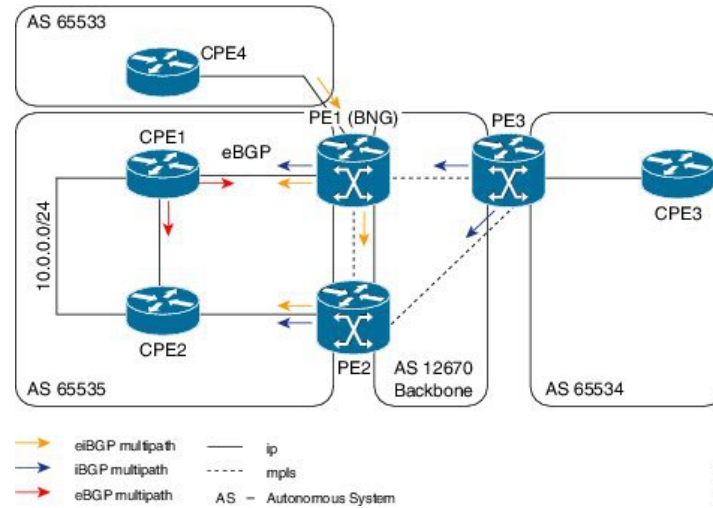 AS 65533
CPE4
PE1 (BNG)
PE3
CPE1
eBGP
CPE3
10.0.0.0/24
CPE2
PE2
AS 12670
Backbone
AS 65535
AS 65534
eiBGP multipath
ip
iBGP multipath
mpls
eBGP multipath
AS – Autonomous System